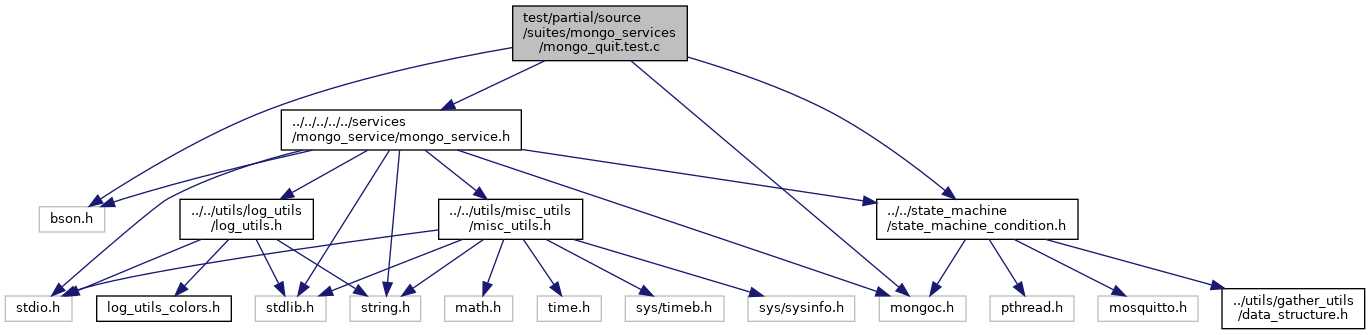 test/partial/source
/suites/mongo_services
/mongo_quit.test.c
../../../../../services
/mongo_service/mongo_service.h
bson.h
../../utils/log_utils
/log_utils.h
../../utils/misc_utils
/misc_utils.h
../../state_machine
/state_machine_condition.h
stdio.h
log_utils_colors.h
stdlib.h
string.h
math.h
time.h
sys/timeb.h
sys/sysinfo.h
mongoc.h
pthread.h
mosquitto.h
../utils/gather_utils
/data_structure.h